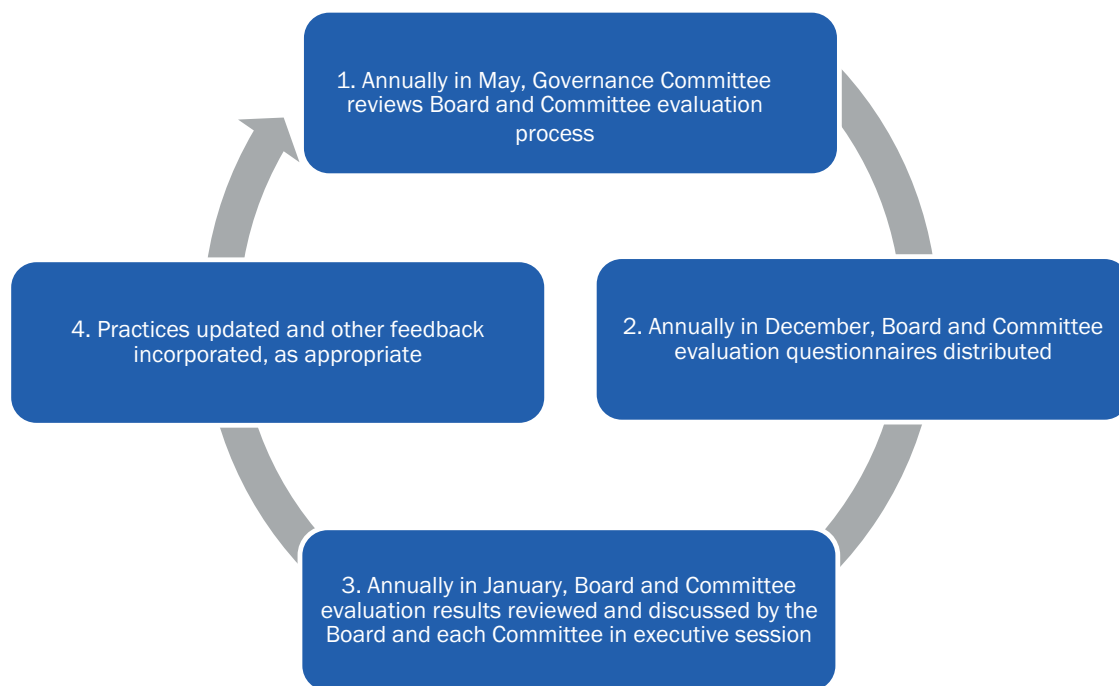 1. Annually in May, Governance Committee
reviews Board and Committee evaluation
process
2. Annually in December, Board and Committee
evaluation questionnaires distributed
3. Annually in January, Board and Committee
evaluation results reviewed and discussed by the
Board and each Committee in executive session
4. Practices updated and other feedback
incorporated, as appropriate